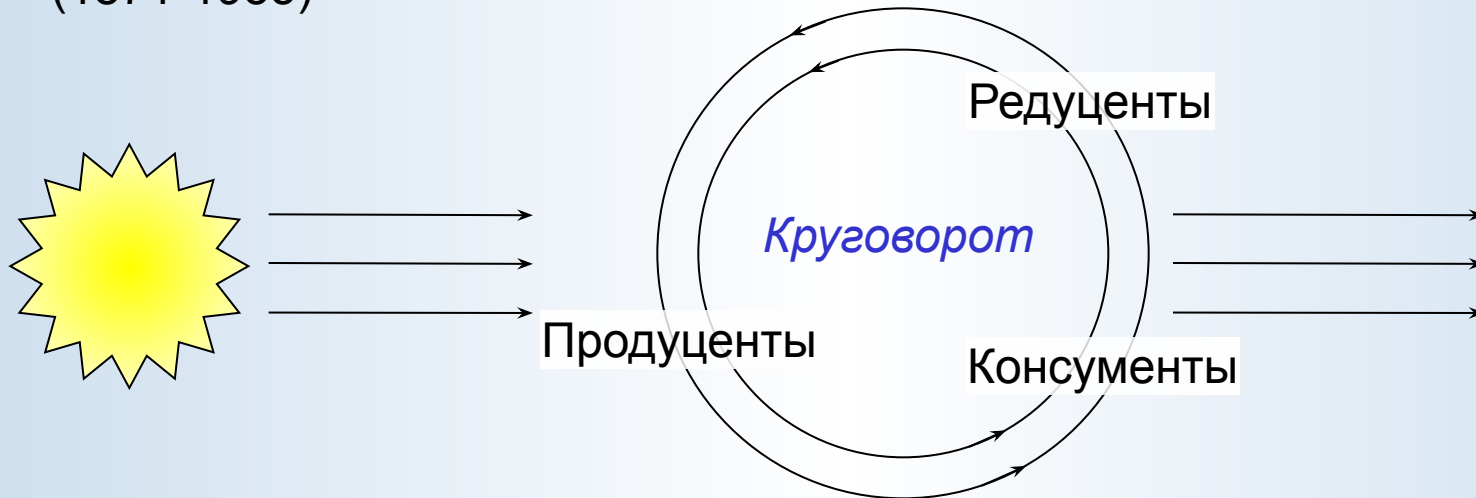 Редуценты
Круговорот
Продуценты
Консументы